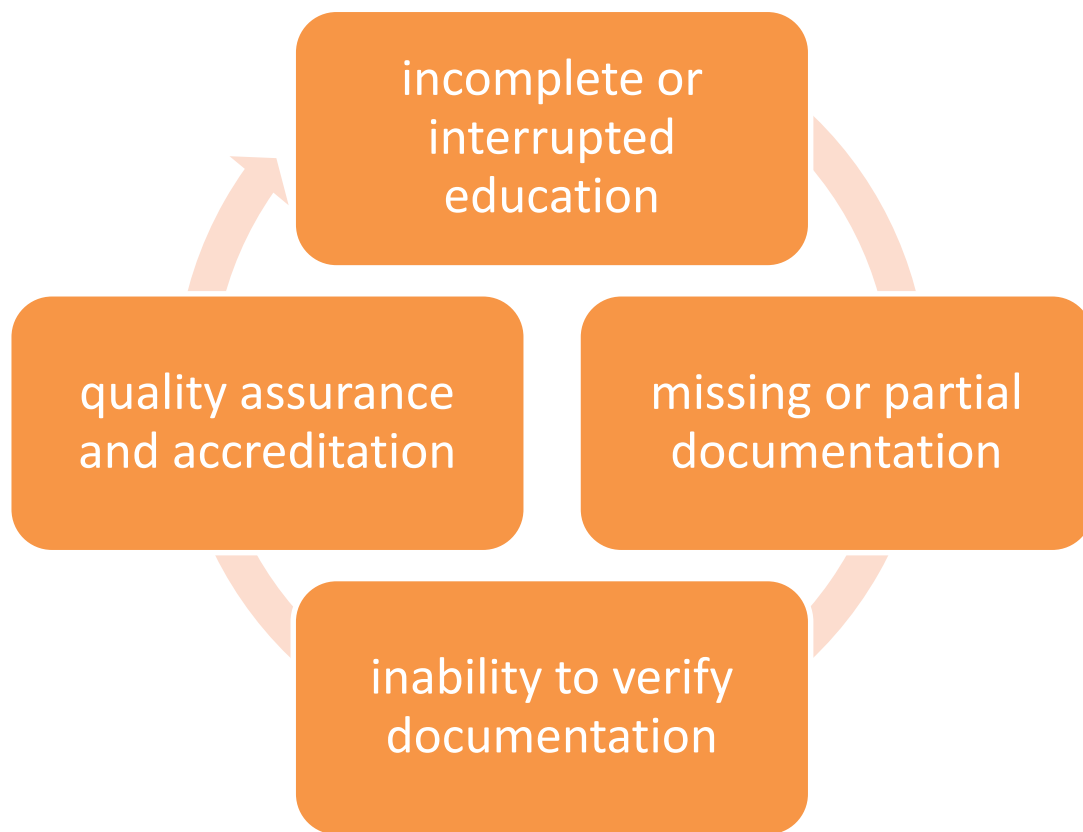 incomplete or
interrupted
education
missing or partial
documentation
inability to verify
documentation
quality assurance
and accreditation